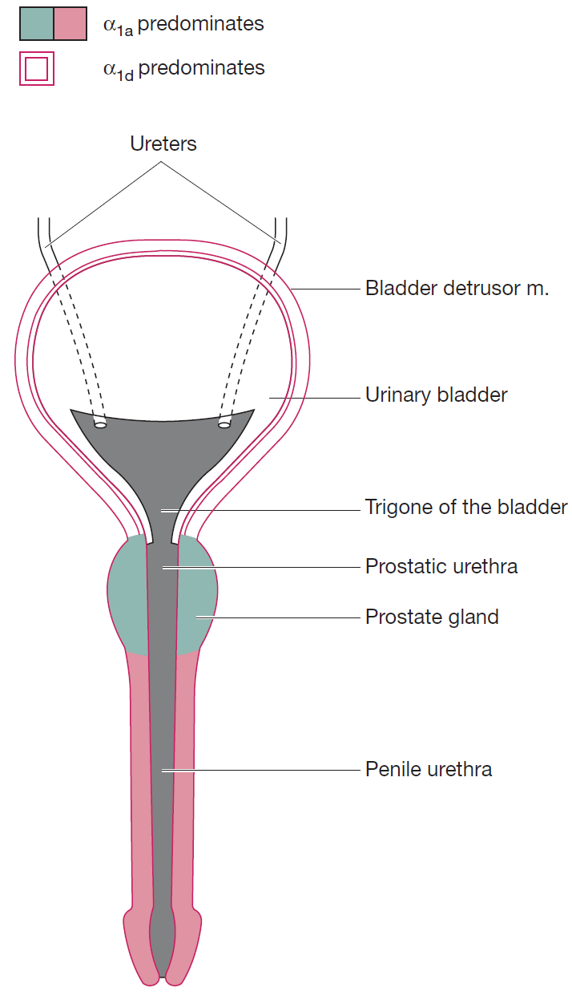 α1a predominates
α1d predominates
Ureters
Bladder detrusor m.
Urinary bladder
Trigone of the bladder
Prostatic urethra
Prostate gland
Penile urethra